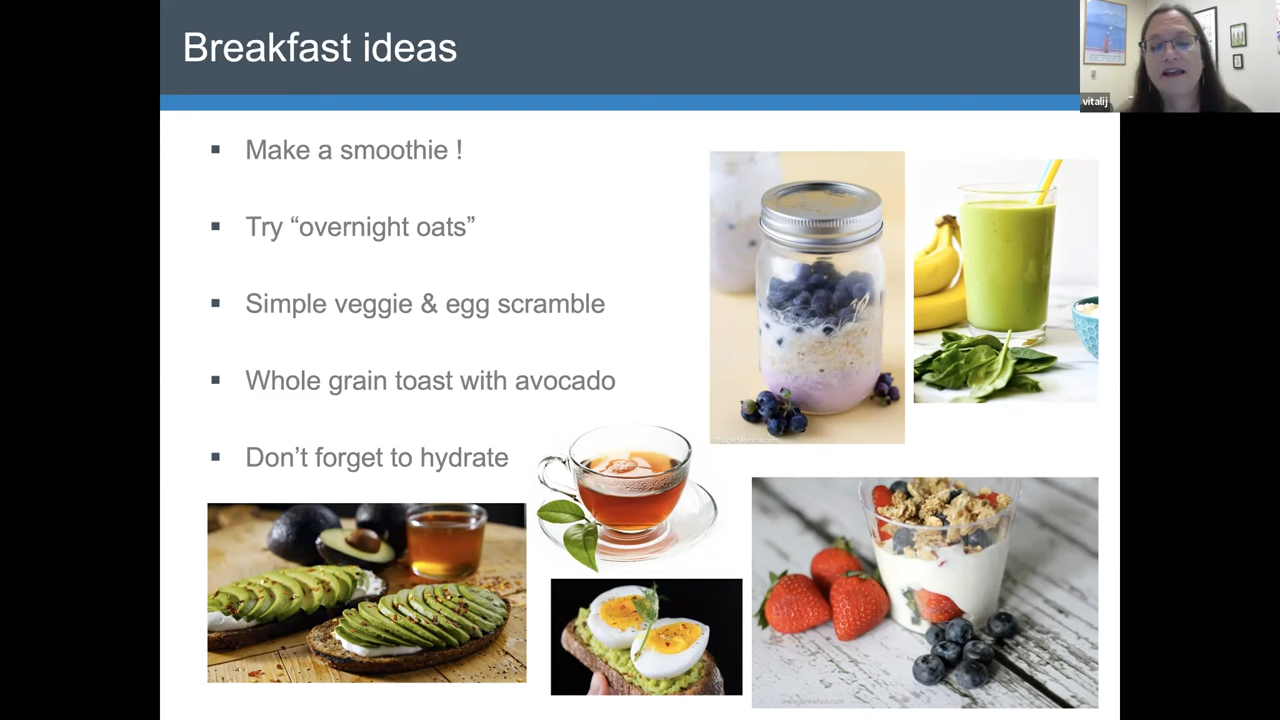 Breakfast ideas
vitalij
▪ Make a smoothie !
▪ Try “overnight oats”
▪ Simple veggie & egg scramble
▪ Whole grain toast with avocado
▪ Don’t forget to hydrate